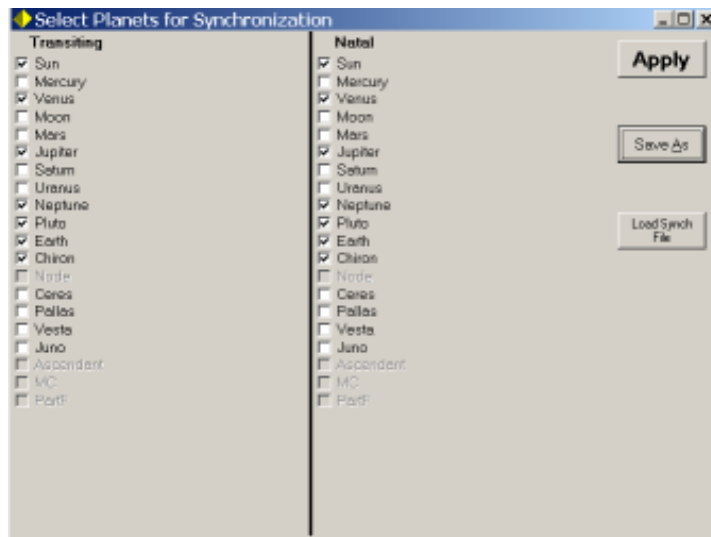 Select Planets for Synchronization
Transiting
Sun
Mercury
Venus
Moon
Mars
Jupiter
Saturn
Uranus
Neptune
Pluto
Earth
Chiron
Node
Ceres
Pallas
Vesta
Juno
Ascendent
MC
PartF
Natal
Sun
Mercury
Venus
Moon
Mars
Jupiter
Saturn
Uranus
Neptune
Pluto
Earth
Chiron
Node
Ceres
Pallas
Vesta
Juno
Ascendent
MC
PartF
Apply
Save As
Load Synch
File